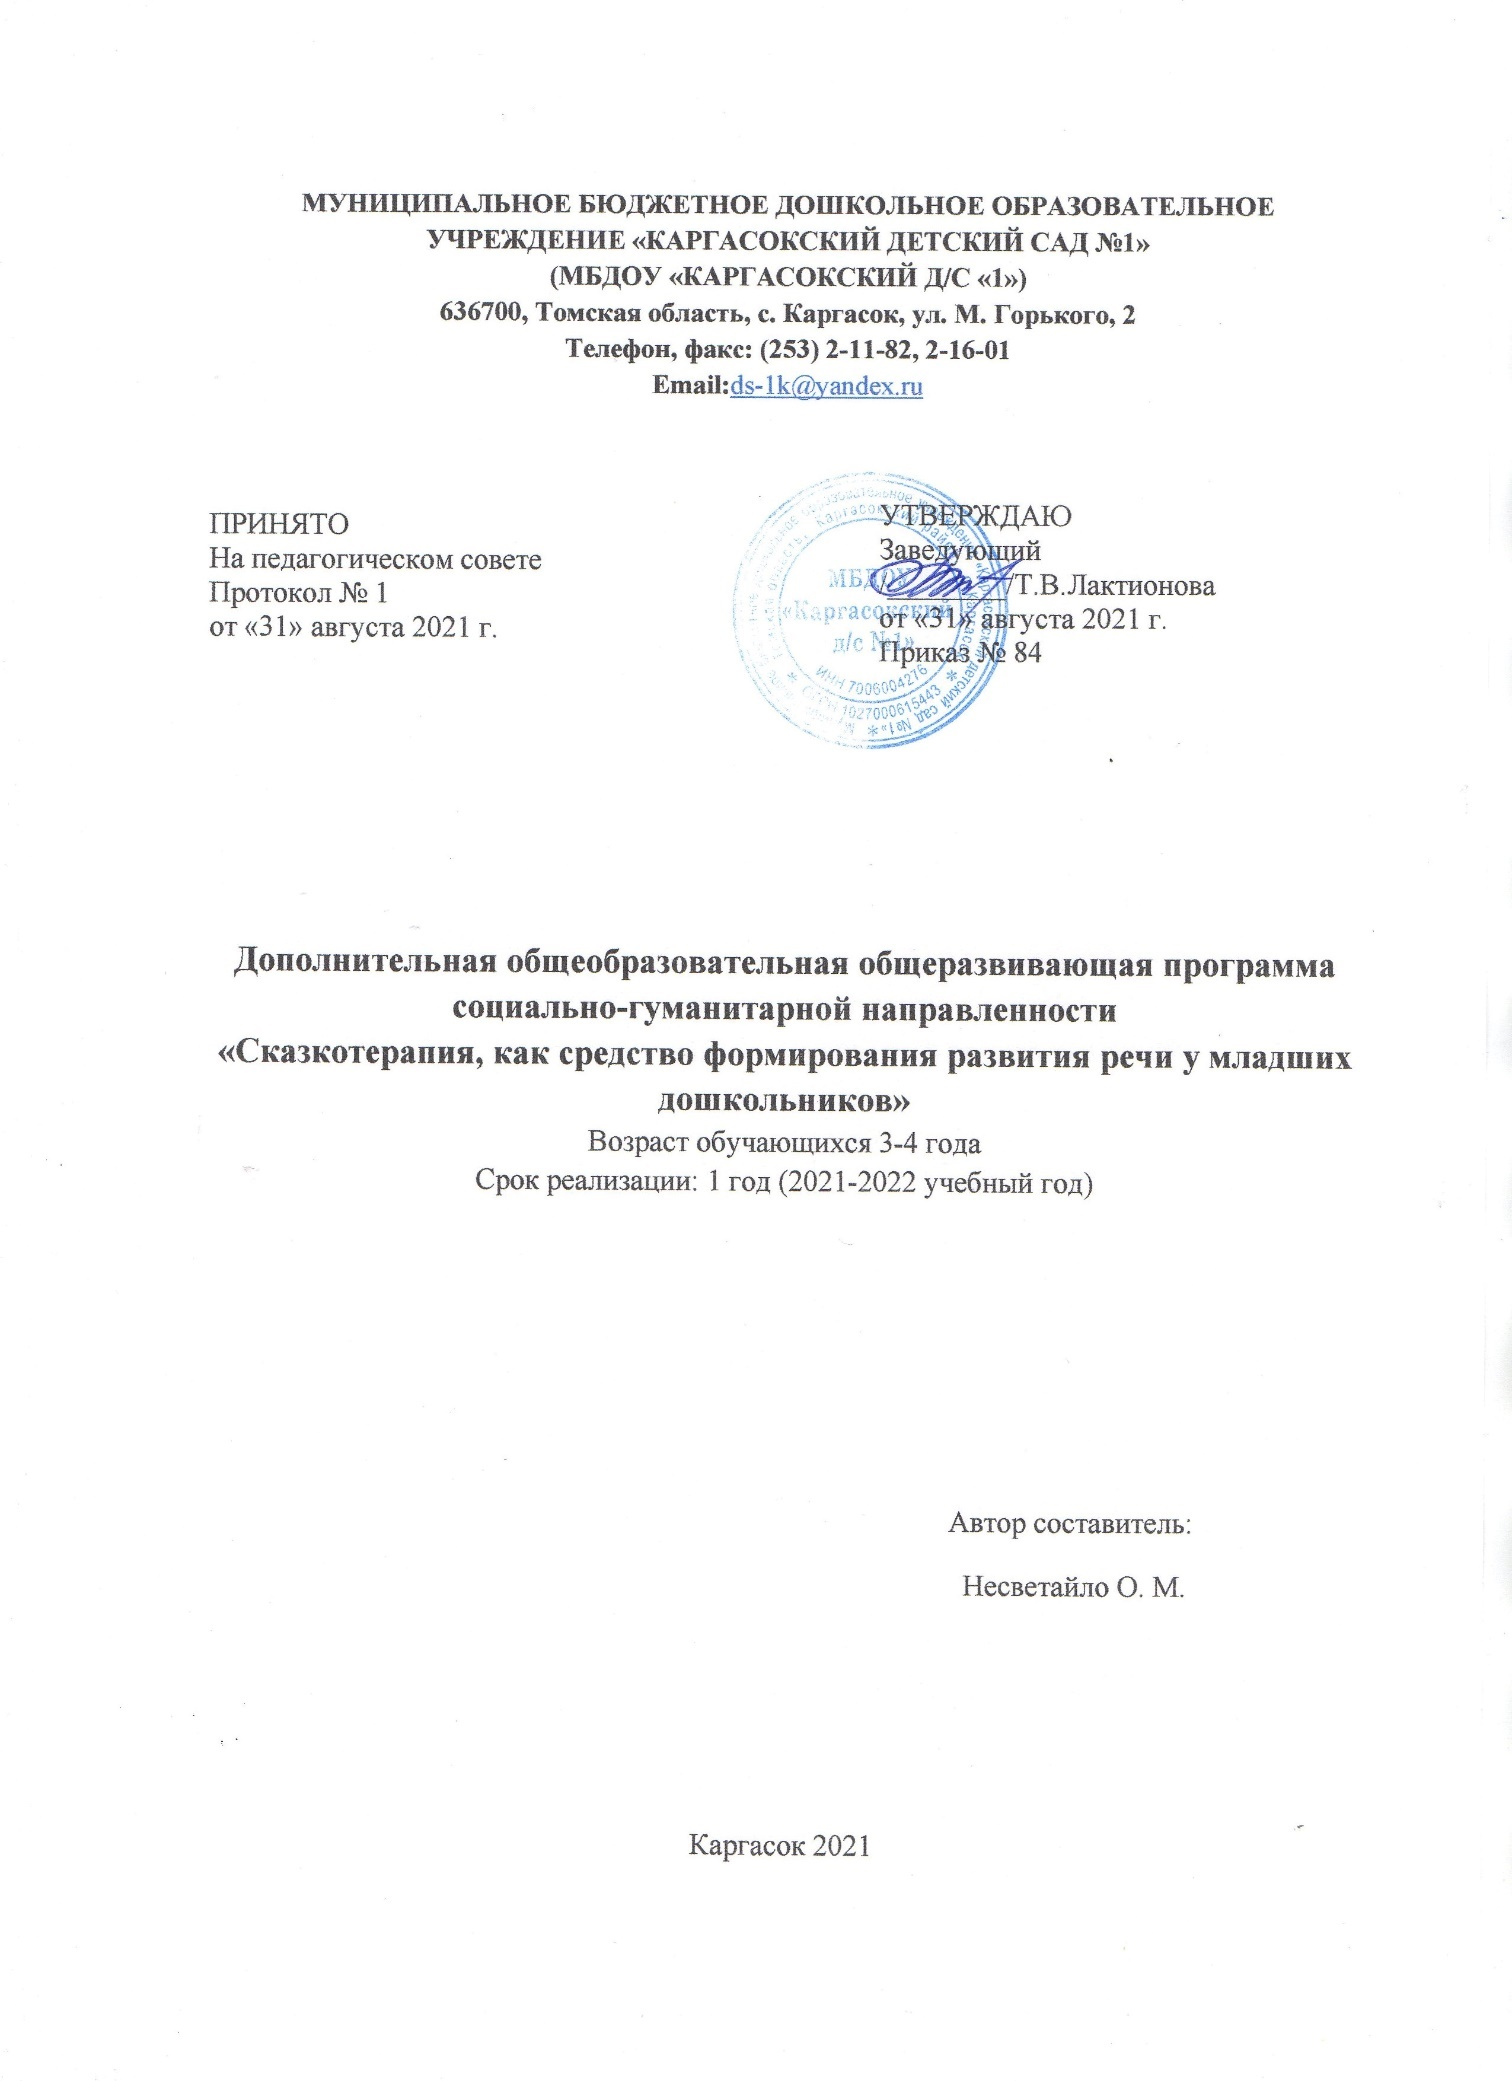 МУНИЦИПАЛЬНОЕ БЮДЖЕТНОЕ ДОШКОЛЬНОЕ ОБРАЗОВАТЕЛЬНОЕ
УЧРЕЖДЕНИЕ «КАРГАСОКСКИЙ ДЕТСКИЙ САД №1»
(МБДОУ «КАРГАСОКСКИЙ Д/С «1»)
636700, Томская область, с. Каргасок, ул. М. Горького, 2
Телефон, факс: (253) 2-11-82, 2-16-01
Email:ds-1k@yandex.ru
ПРИНЯТО
На педагогическом совете
Протокол № 1
от «31» августа 2021 г.
УТВЕРЖДАЮ
Заведующий
/Т.В.Лактионова
от «31» августа 2021 г.
Приказ № 84
МБДОУ
«Каргасокский
д/с №1»
ИНН 7006004276
1027000615443
Дополнительная общеобразовательная общеразвивающая программа
социально-гуманитарной направленности
«Сказкотерапия, как средство формирования развития речи у младших
дошкольников»
Возраст обучающихся 3-4 года
Срок реализации: 1 год (2021-2022 учебный год)
Автор составитель:
Несветайло О. М.
Каргасок 2021